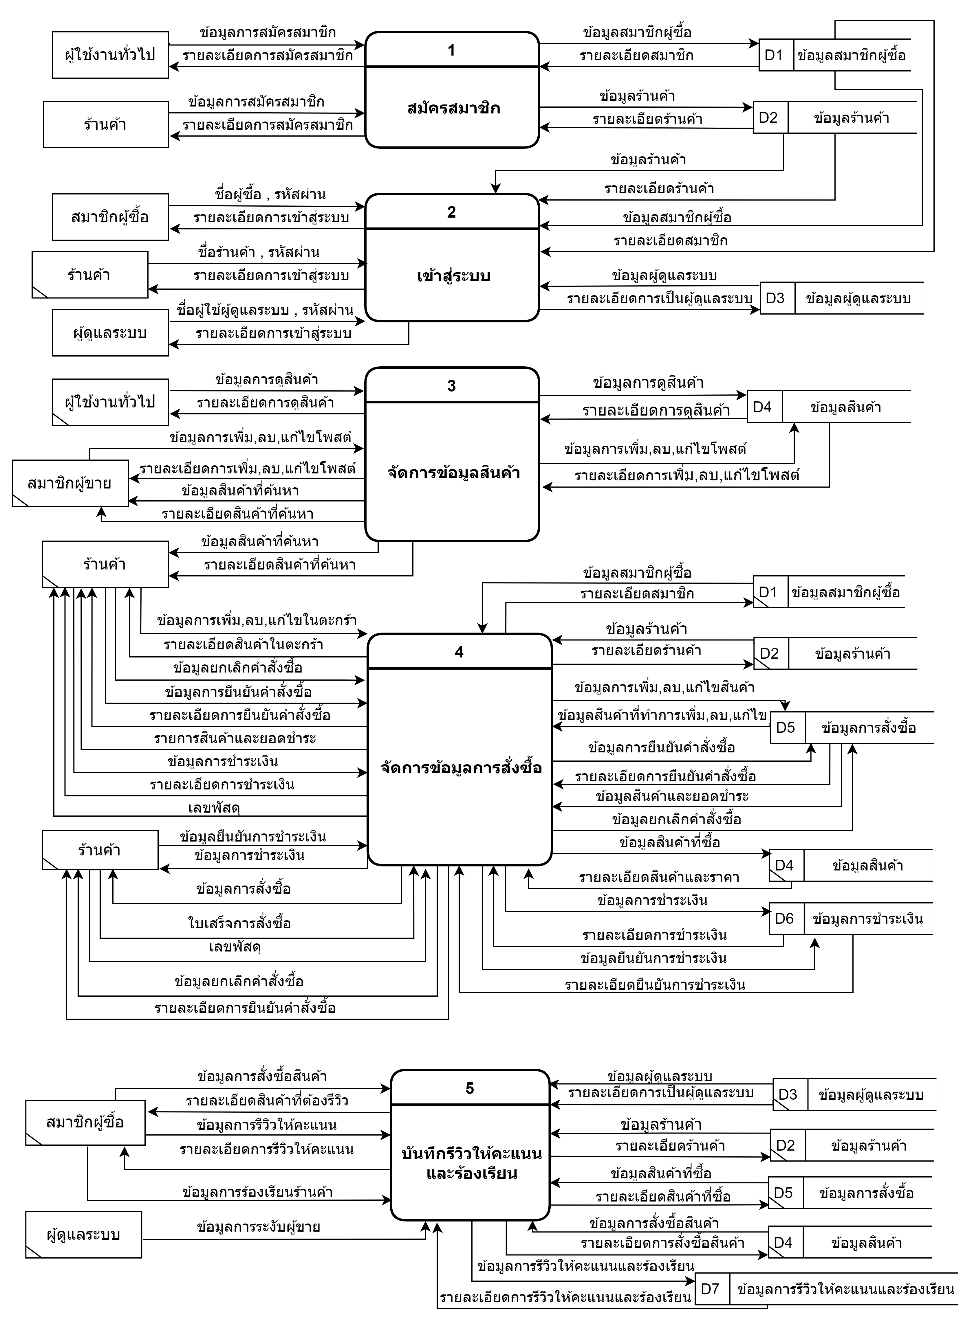 ผู้ใช้งานทั่วไป
ข้อมูลการสมัครสมาชิก
รายละเอียดการสมัครสมาชิก
ร้านค้า
ข้อมูลการสมัครสมาชิก
รายละเอียดการสมัครสมาชิก
1
สมัครสมาชิก
ข้อมูลสมาชิกผู้ซื้อ
รายละเอียดสมาชิก
D1 ข้อมูลสมาชิกผู้ซื้อ
ข้อมูลร้านค้า
รายละเอียดร้านค้า
D2 ข้อมูลร้านค้า
ข้อมูลร้านค้า
รายละเอียดร้านค้า
ข้อมูลสมาชิกผู้ซื้อ
รายละเอียดสมาชิก
สมาชิกผู้ซื้อ
ชื่อผู้ซื้อ , รหัสผ่าน
รายละเอียดการเข้าสู่ระบบ
ร้านค้า
ชื่อร้านค้า , รหัสผ่าน
รายละเอียดการเข้าสู่ระบบ
ผู้ดูแลระบบ
ชื่อผู้ใช้ผู้ดูแลระบบ , รหัสผ่าน
รายละเอียดการเข้าสู่ระบบ
2
เข้าสู่ระบบ
ข้อมูลผู้ดูแลระบบ
รายละเอียดการเป็นผู้ดูแลระบบ
D3 ข้อมูลผู้ดูแลระบบ
ผู้ใช้งานทั่วไป
ข้อมูลการดูสินค้า
รายละเอียดการดูสินค้า
สมาชิกผู้ขาย
ข้อมูลการเพิ่ม,ลบ,แก้ไขโพสต์
รายละเอียดการเพิ่ม,ลบ,แก้ไขโพสต์
ข้อมูลสินค้าที่ค้นหา
รายละเอียดสินค้าที่ค้นหา
3
จัดการข้อมูลสินค้า
ข้อมูลการดูสินค้า
รายละเอียดการดูสินค้า
D4 ข้อมูลสินค้า
ข้อมูลการเพิ่ม,ลบ,แก้ไขโพสต์
รายละเอียดการเพิ่ม,ลบ,แก้ไขโพสต์
ร้านค้า
ข้อมูลสินค้าที่ค้นหา
รายละเอียดสินค้าที่ค้นหา
ข้อมูลการเพิ่ม,ลบ,แก้ไขในตะกร้า
รายละเอียดสินค้าในตะกร้า
ข้อมูลยกเลิกคำสั่งซื้อ
ข้อมูลการยืนยันคำสั่งซื้อ
รายละเอียดการยืนยันคำสั่งซื้อ
รายการสินค้าและยอดชำระ
ข้อมูลการชำระเงิน
รายละเอียดการชำระเงิน
เลขพัสดุ
4
จัดการข้อมูลการสั่งซื้อ
ข้อมูลสมาชิกผู้ซื้อ
รายละเอียดสมาชิก
D1 ข้อมูลสมาชิกผู้ซื้อ
ข้อมูลร้านค้า
รายละเอียดร้านค้า
D2 ข้อมูลร้านค้า
ข้อมูลการเพิ่ม,ลบ,แก้ไขสินค้า
ข้อมูลสินค้าที่ทำการเพิ่ม,ลบ,แก้ไข
D5 ข้อมูลการสั่งซื้อ
ข้อมูลการยืนยันคำสั่งซื้อ
รายละเอียดการยืนยันคำสั่งซื้อ
ข้อมูลสินค้าและยอดชำระ
ข้อมูลยกเลิกคำสั่งซื้อ
ข้อมูลสินค้าที่ซื้อ
รายละเอียดสินค้าและราคา
D4 ข้อมูลสินค้า
ข้อมูลการชำระเงิน
รายละเอียดการชำระเงิน
D6 ข้อมูลการชำระเงิน
ข้อมูลยืนยันการชำระเงิน
รายละเอียดยืนยันการชำระเงิน
ร้านค้า
ข้อมูลยืนยันการชำระเงิน
ข้อมูลการชำระเงิน
ข้อมูลการสั่งซื้อ
ใบเสร็จการสั่งซื้อ
เลขพัสดุ
ข้อมูลยกเลิกคำสั่งซื้อ
รายละเอียดการยืนยันคำสั่งซื้อ
สมาชิกผู้ซื้อ
ข้อมูลการสั่งซื้อสินค้า
รายละเอียดสินค้าที่ต้องรีวิว
ข้อมูลการรีวิวให้คะแนน
รายละเอียดการรีวิวให้คะแนน
ข้อมูลการร้องเรียนร้านค้า
ผู้ดูแลระบบ
ข้อมูลการระงับผู้ขาย
5
บันทึกรีวิวให้คะแนน
และร้องเรียน
ข้อมูลผู้ดูแลระบบ
รายละเอียดการเป็นผู้ดูแลระบบ
D3 ข้อมูลผู้ดูแลระบบ
ข้อมูลร้านค้า
รายละเอียดร้านค้า
D2 ข้อมูลร้านค้า
ข้อมูลสินค้าที่ซื้อ
รายละเอียดสินค้าที่ซื้อ
D5 ข้อมูลการสั่งซื้อ
ข้อมูลการสั่งซื้อสินค้า
รายละเอียดการสั่งซื้อสินค้า
D4 ข้อมูลสินค้า
ข้อมูลการรีวิวให้คะแนนและร้องเรียน
รายละเอียดการรีวิวให้คะแนนและร้องเรียน
D7 ข้อมูลการรีวิวให้คะแนนและร้องเรียน